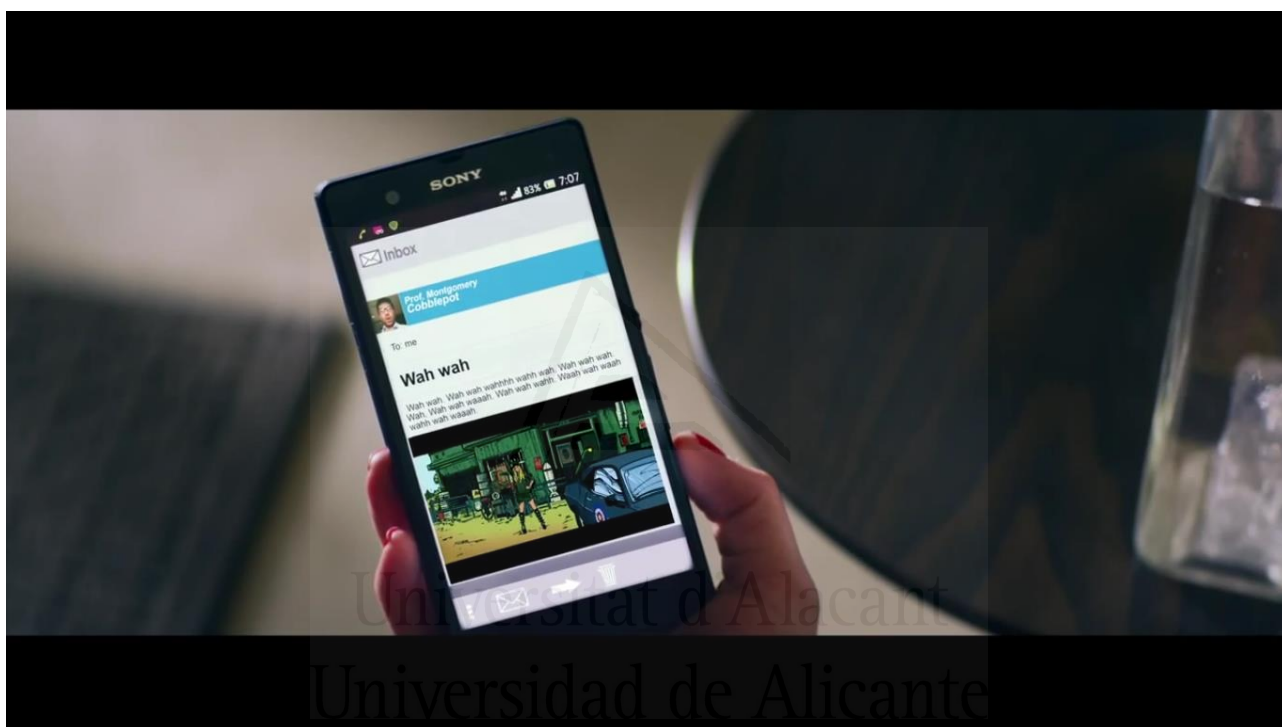 SONY
83% 7:07
Inbox
Prof. Montgomery
Cobblepot
To: me
Wah wah
Wah wah. Wah wah wahhhh wahh wah. Wah wah wah.
Wah. Wah wah waaah. Wah wah wahh. Waah wah waah
wahh wah waaah.
Universitat d'Alacant
Universidad de Alicante